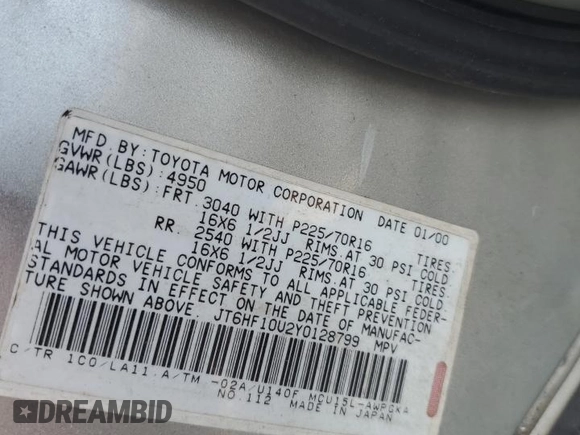 MFD.BY:TOYOTA MOTOR CORPORATION DATE 01/00
GVWR(LBS):4950
GAWR(LBS):FRT.3040 WITH P225/70R16 TIRES.
16X6 1/2JJ RIMS.AT 30 PSI COLD
RR. 2540 WITH P225/70R16 TIRES.
16X6 1/2JJ RIMS.AT 30 PSI COLD.
THIS VEHICLE CONFORMS TO ALL APPLICABLE FEDER-
AL MOTOR VEHICLE SAFETY AND THEFT PREVENTION
STANDARDS IN EFFECT ON THE DATE OF MANUFAC-
TURE SHOWN ABOVE. JT6HF10U2Y0128799 MPV
C/TR 1C0/LA11.A/TM -02A/U140F MCU15L-AWPGKA
NO.112 MADE IN JAPAN
DREAMBID
DREAMBID.COM